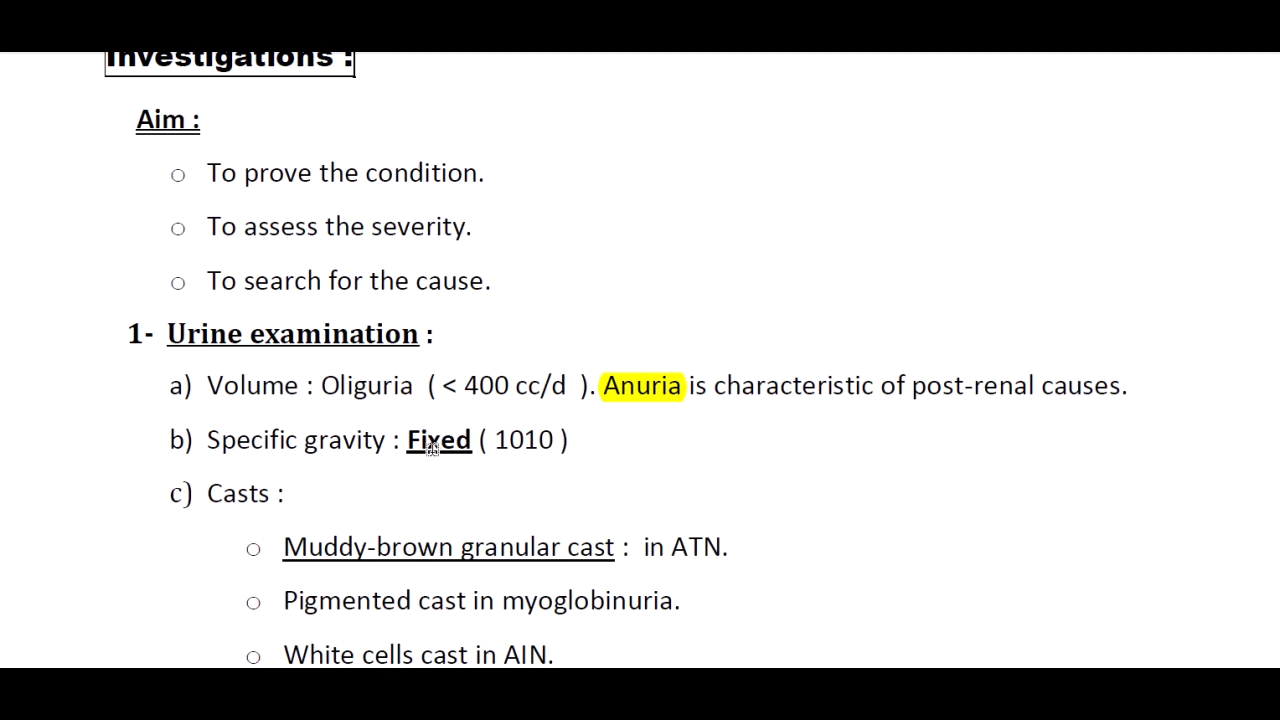 Investigations :
Aim :
○ To prove the condition.
○ To assess the severity.
○ To search for the cause.
1- Urine examination :
a) Volume : Oliguria ( < 400 cc/d ). Anuria is characteristic of post-renal causes.
b) Specific gravity : Fixed ( 1010 )
c) Casts :
○ Muddy-brown granular cast : in ATN.
○ Pigmented cast in myoglobinuria.
○ White cells cast in AIN.